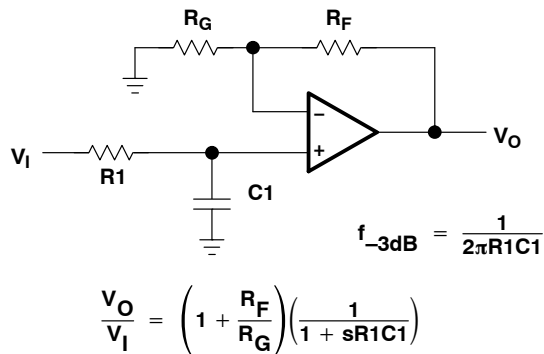 R_G R_F
−
+
V_I
R1
V_O
C1
f_–3dB = 1 / 2πR1C1
V_O / V_I = (1 + R_F / R_G)(1 / 1 + sR1C1)